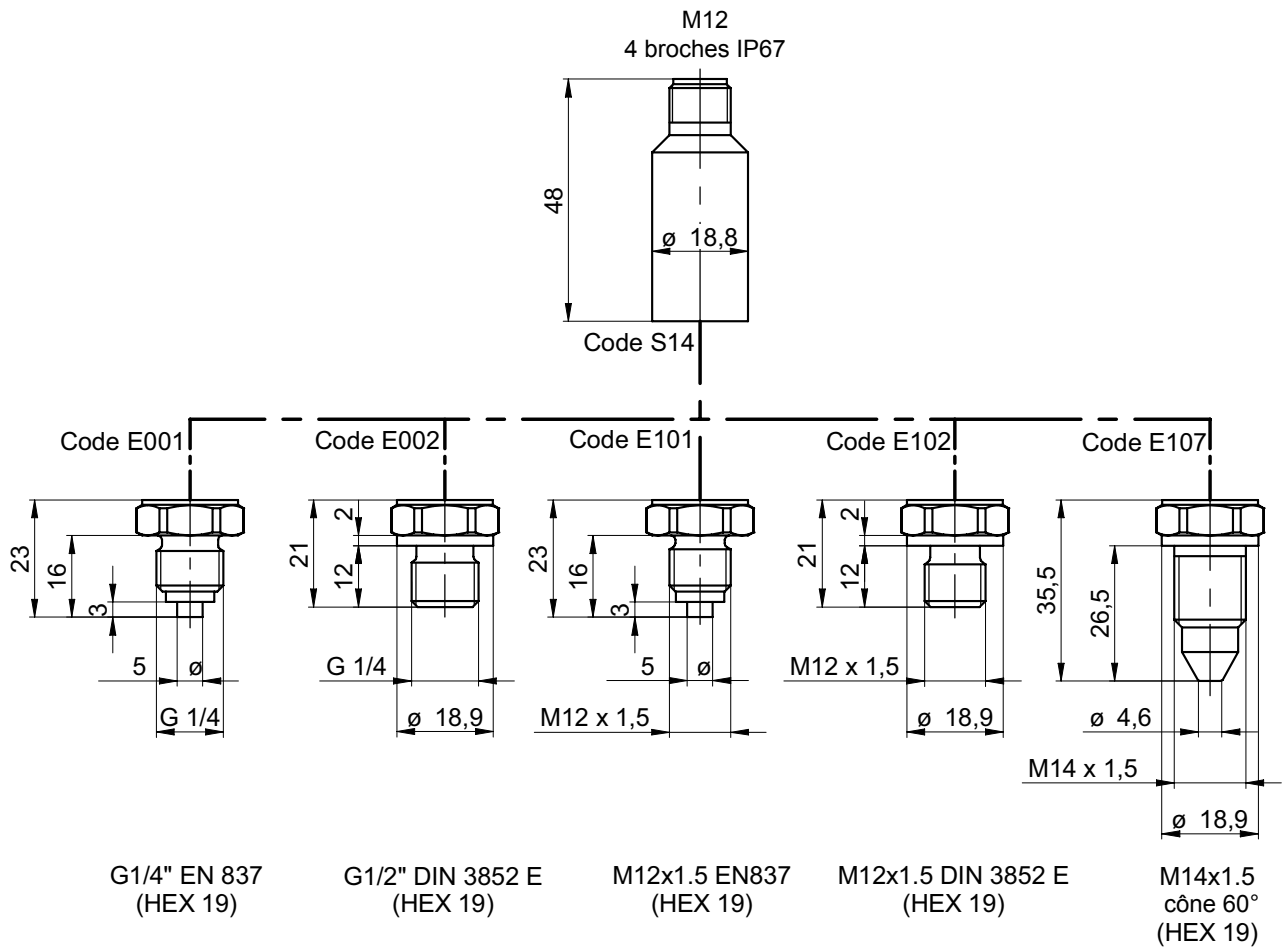 M12
4 broches IP67
48
ø 18,8
Code S14
Code E001
Code E002
Code E101
Code E102
Code E107
23
16
3
5 ø
G 1/4
21
2
12
G 1/4
ø 18,9
23
16
3
5 ø
M12 x 1,5
21
2
12
M12 x 1,5
ø 18,9
35,5
26,5
ø 4,6
M14 x 1,5
ø 18,9
G1/4" EN 837
(HEX 19)
G1/2" DIN 3852 E
(HEX 19)
M12x1.5 EN837
(HEX 19)
M12x1.5 DIN 3852 E
(HEX 19)
M14x1.5
cône 60°
(HEX 19)